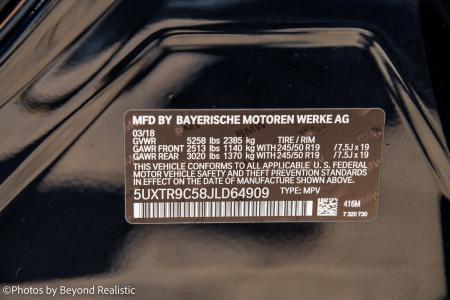 MFD BY BAYERISCHE MOTOREN WERKE AG
03/18
GVWR 5258 lbs 2385 kg TIRE / RIM
GAWR FRONT 2513 lbs 1140 kg WITH 245/50 R19 /7.5J x 19
GAWR REAR 3020 lbs 1370 kg WITH 245/50 R19 /7.5J x 19
THIS VEHICLE CONFORMS TO ALL APPLICABLE U.S. FEDERAL
MOTOR VEHICLE SAFETY, BUMPER, AND THEFT PREVENTION
STANDARDS IN EFFECT ON THE DATE OF MANUFACTURE SHOWN ABOVE.
5UXTR9C58JLD64909 TYPE: MPV
416M
7 320 730
©Photos by Beyond Realistic